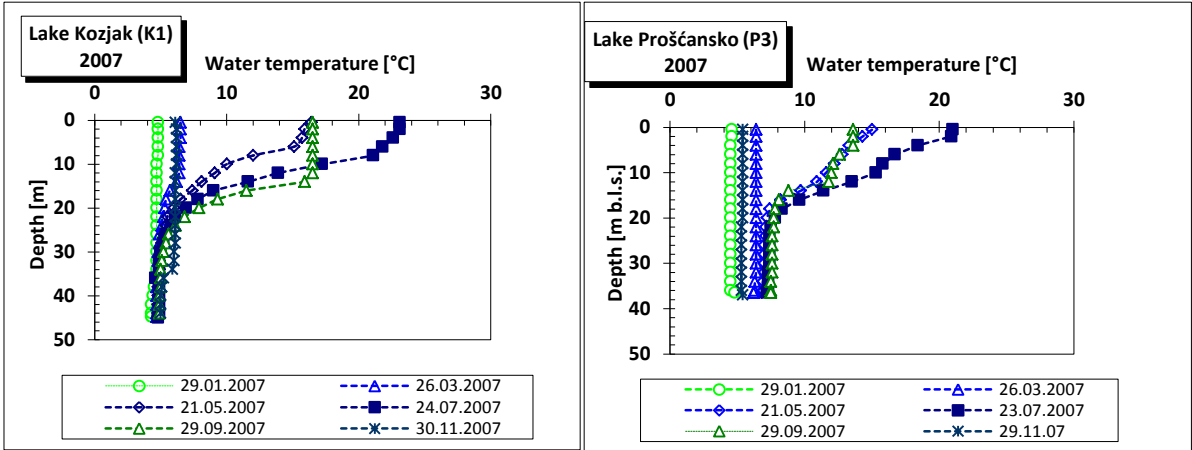 Lake Kozjak (K1)
2007
Water temperature [°C]
0 10 20 30
0
10
20
30
40
50
Depth [m]
29.01.2007 26.03.2007
21.05.2007 24.07.2007
29.09.2007 30.11.2007
Lake Prošćansko (P3)
2007
Water temperature [°C]
0 10 20 30
0
10
20
30
40
50
Depth [m b.l.s.]
29.01.2007 26.03.2007
21.05.2007 23.07.2007
29.09.2007 29.11.07